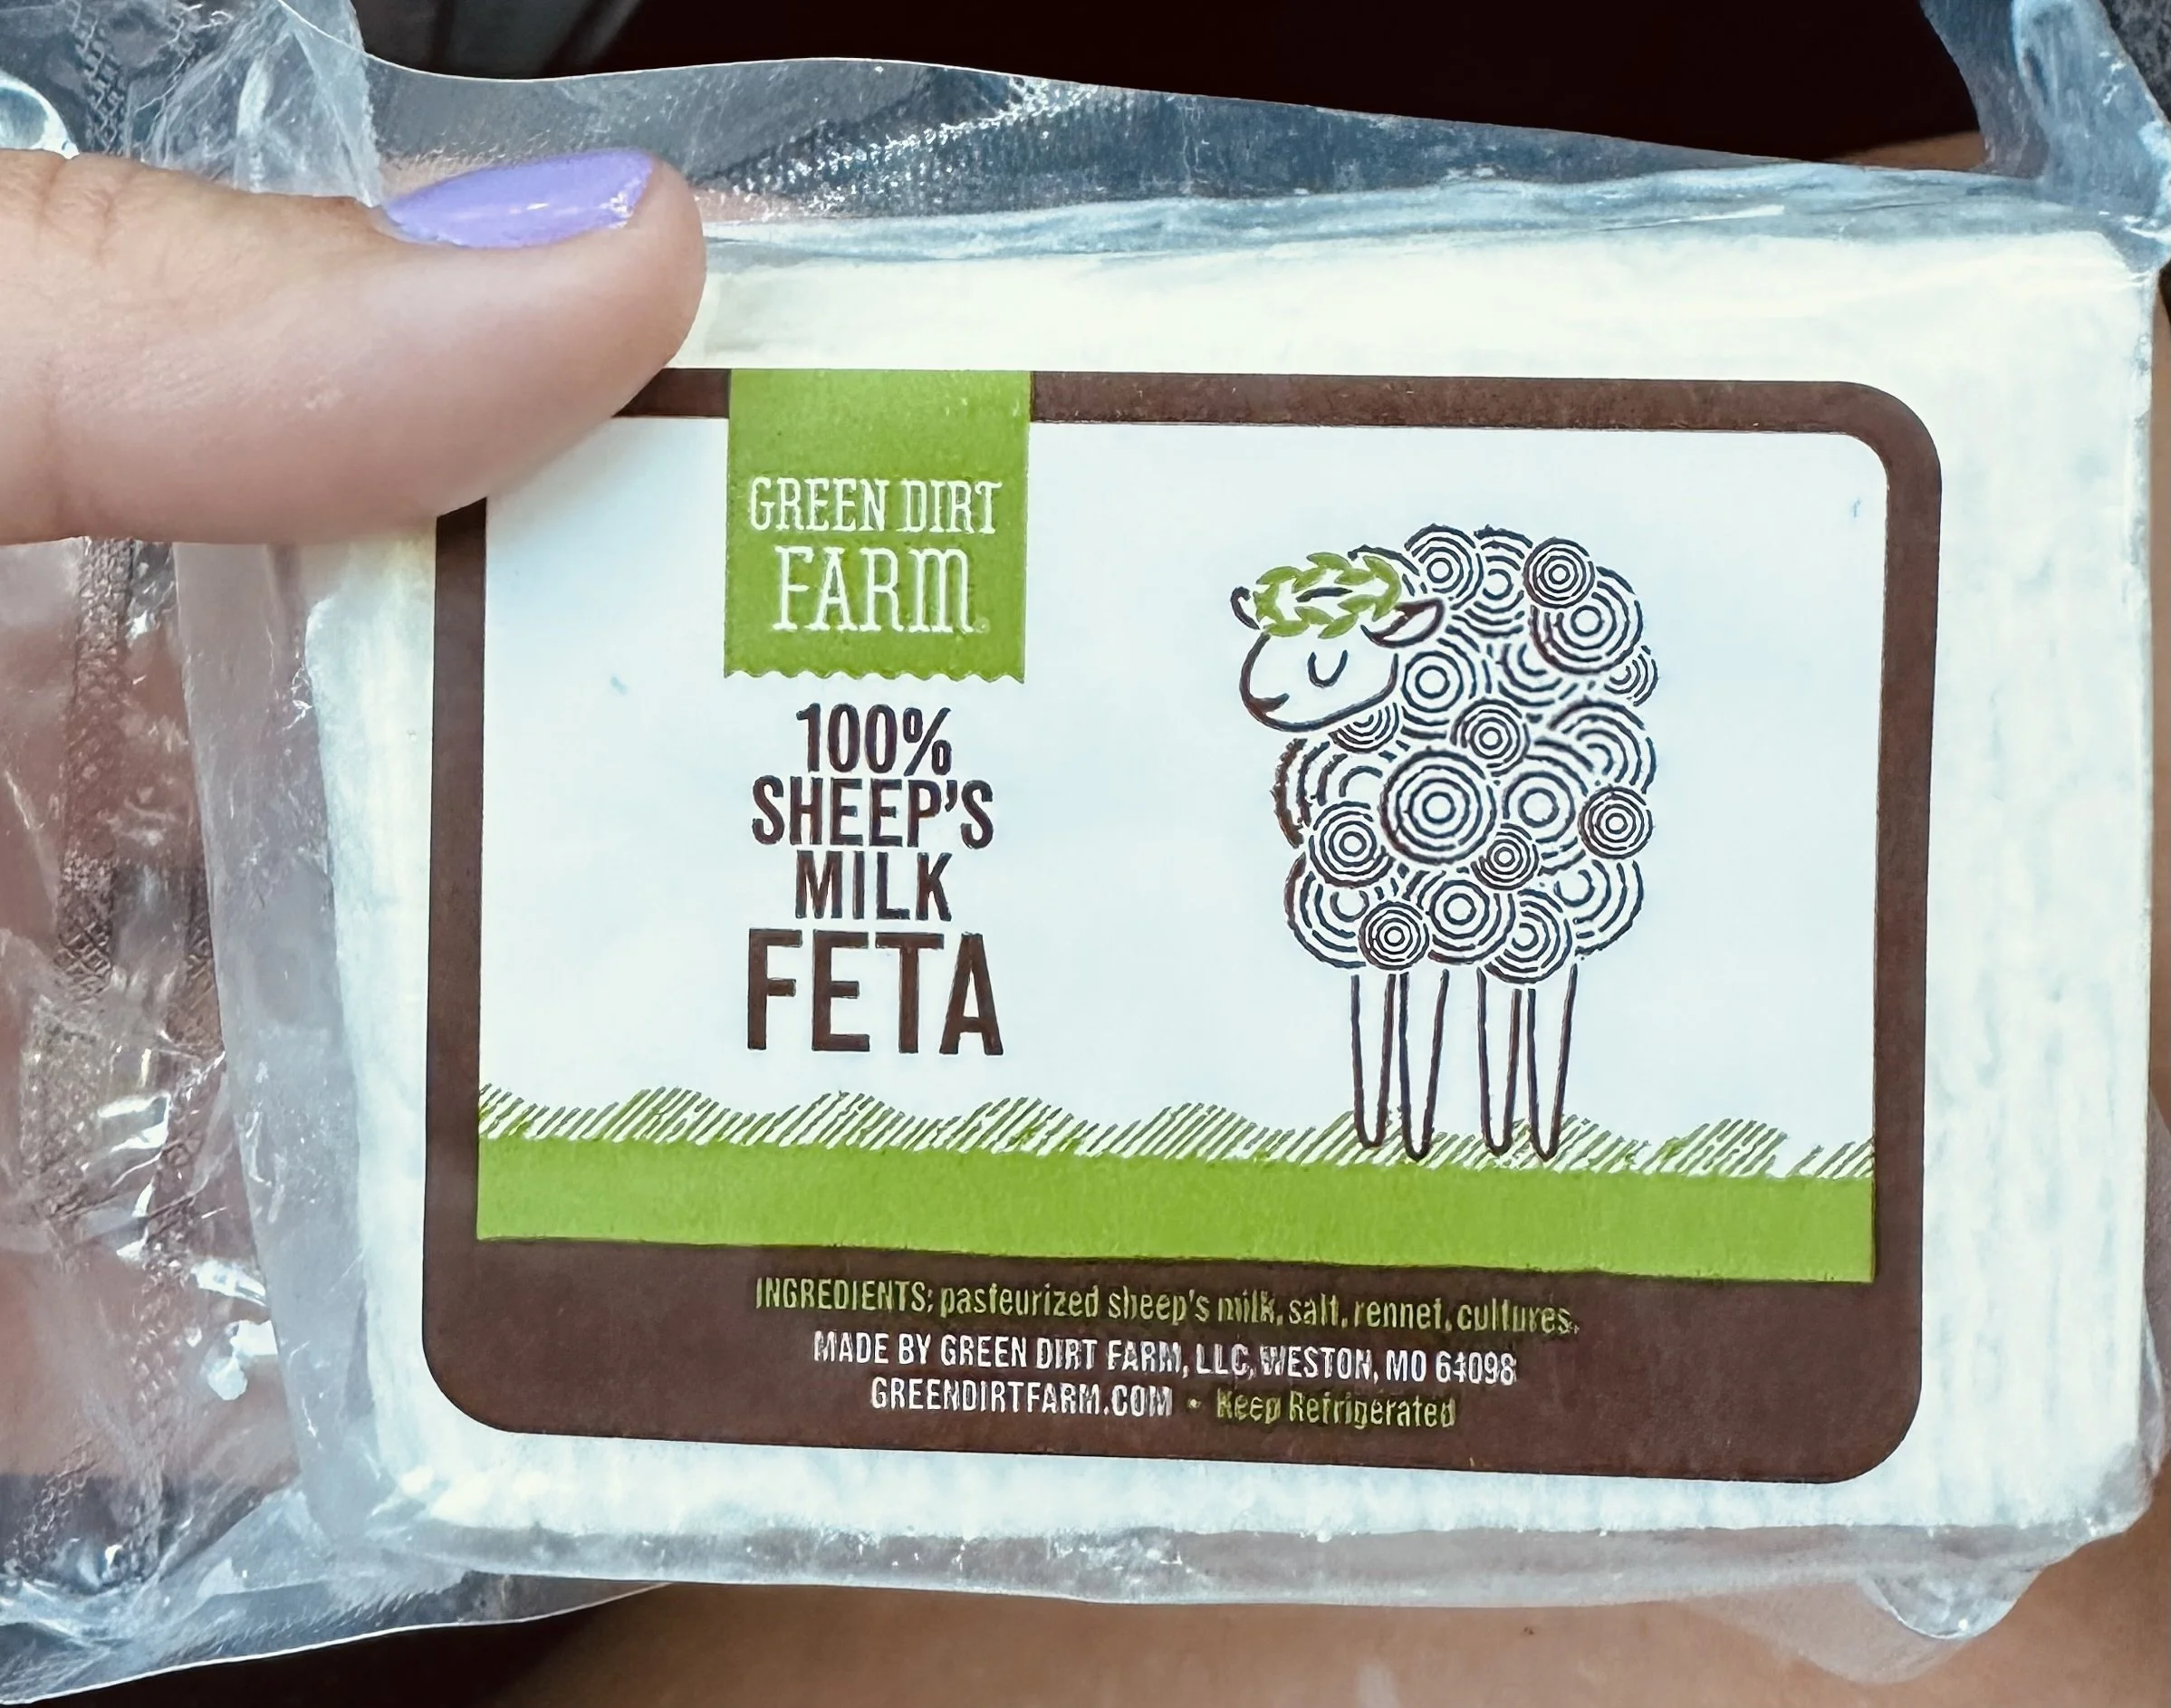 GREEN DIRT
FARM
100%
SHEEP'S
MILK
FETA
INGREDIENTS: pasteurized sheep's milk, salt, rennet, cultures.
MADE BY GREEN DIRT FARM, LLC, WESTON, MO 64098
GREENDIRTFARM.COM • Keep Refrigerated